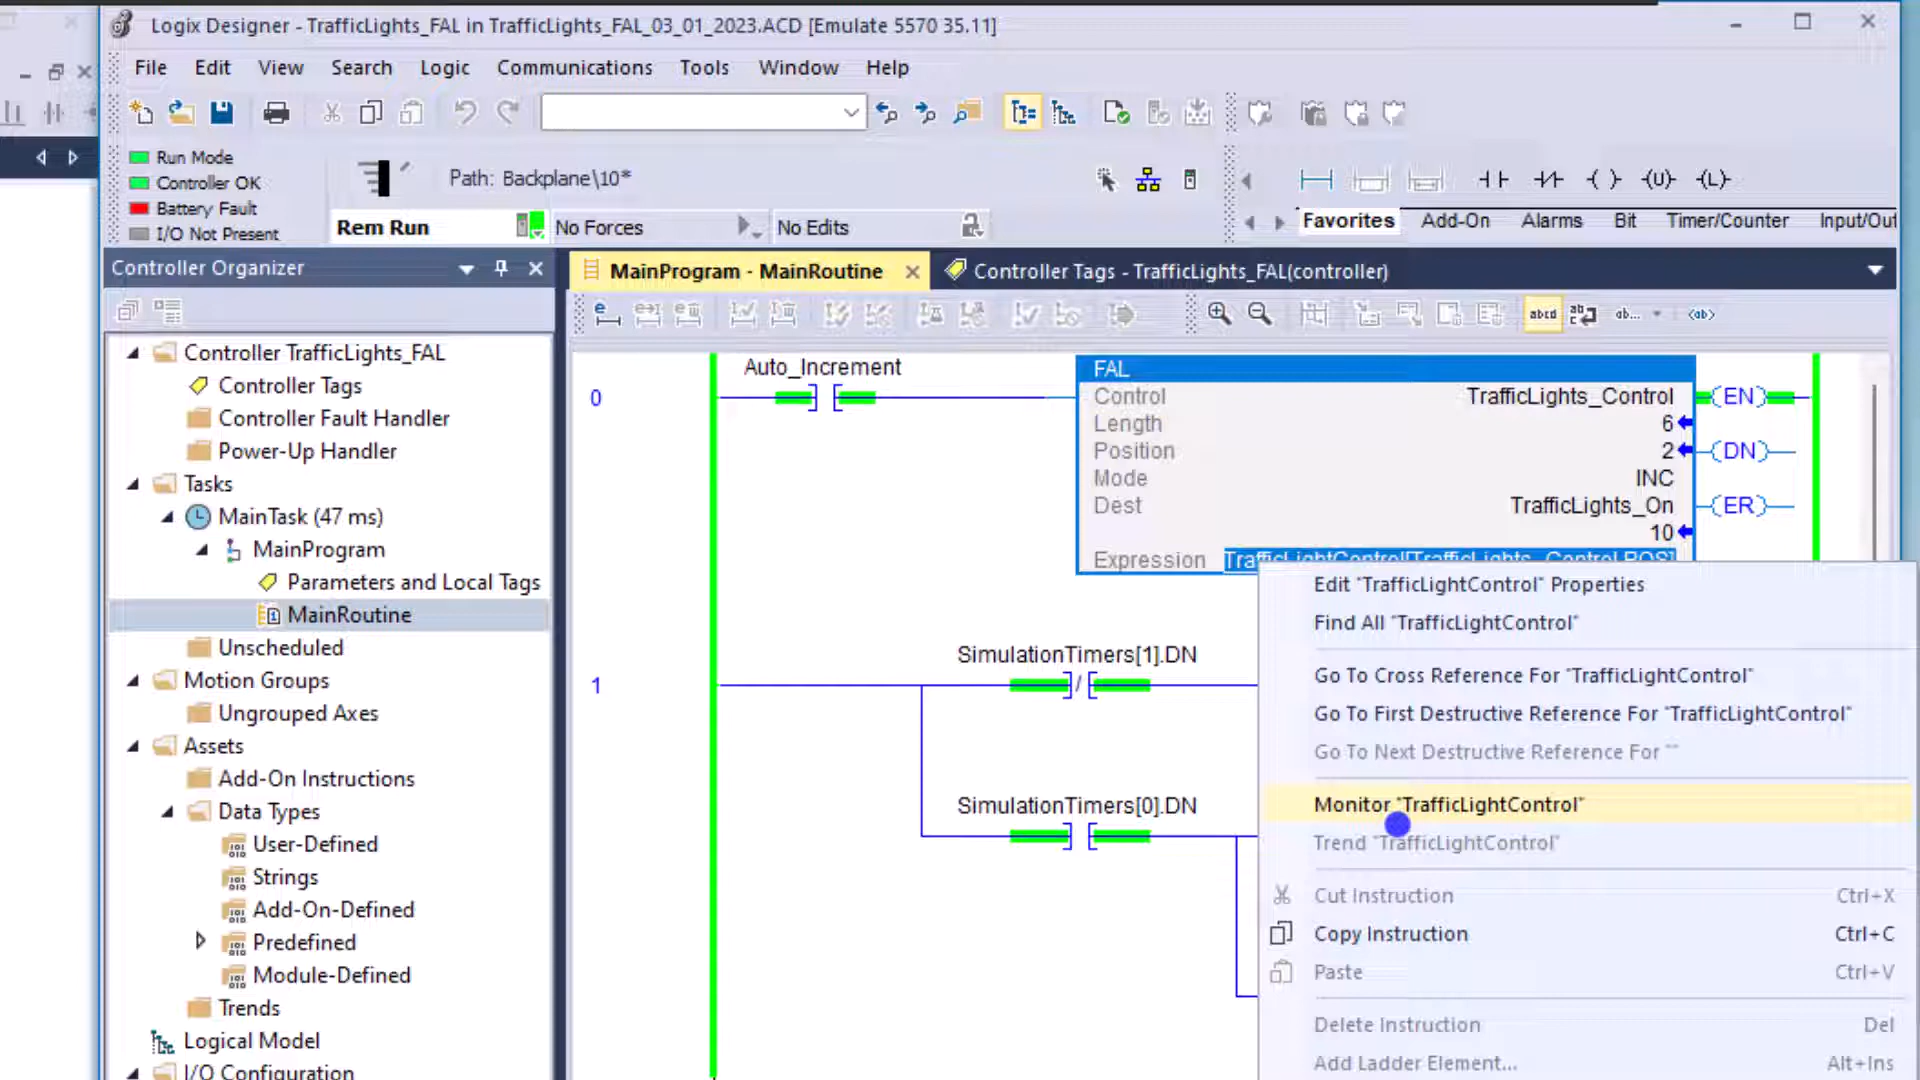 Logix Designer - TrafficLights_FAL in TrafficLights_FAL_03_01_2023.ACD [Emulate 5570 35.11]
File Edit View Search Logic Communications Tools Window Help
Run Mode
Controller OK
Battery Fault
I/O Not Present
Path: Backplane\10*
Rem Run
No Forces
No Edits
Favorites Add-On Alarms Bit Timer/Counter Input/Out
Controller Organizer
MainProgram - MainRoutine
Controller Tags - TrafficLights_FAL(controller)
abcd
ab...
<ab>
Controller TrafficLights_FAL
Controller Tags
Controller Fault Handler
Power-Up Handler
Tasks
MainTask (47 ms)
MainProgram
Parameters and Local Tags
MainRoutine
Unscheduled
Motion Groups
Ungrouped Axes
Assets
Add-On Instructions
Data Types
User-Defined
Strings
Add-On-Defined
Predefined
Module-Defined
Trends
Logical Model
I/O Configuration
0
Auto_Increment
FAL
Control TrafficLights_Control
Length 6
Position 2
Mode INC
Dest TrafficLights_On
10
Expression TrafficLightControl[TrafficLights_Control.POS]
(EN)
(DN)
(ER)
1
SimulationTimers[1].DN
SimulationTimers[0].DN
Edit "TrafficLightControl" Properties
Find All "TrafficLightControl"
Go To Cross Reference For "TrafficLightControl"
Go To First Destructive Reference For "TrafficLightControl"
Go To Next Destructive Reference For ""
Monitor "TrafficLightControl"
Trend "TrafficLightControl"
Cut Instruction Ctrl+X
Copy Instruction Ctrl+C
Paste Ctrl+V
Delete Instruction Del
Add Ladder Element... Alt+Ins